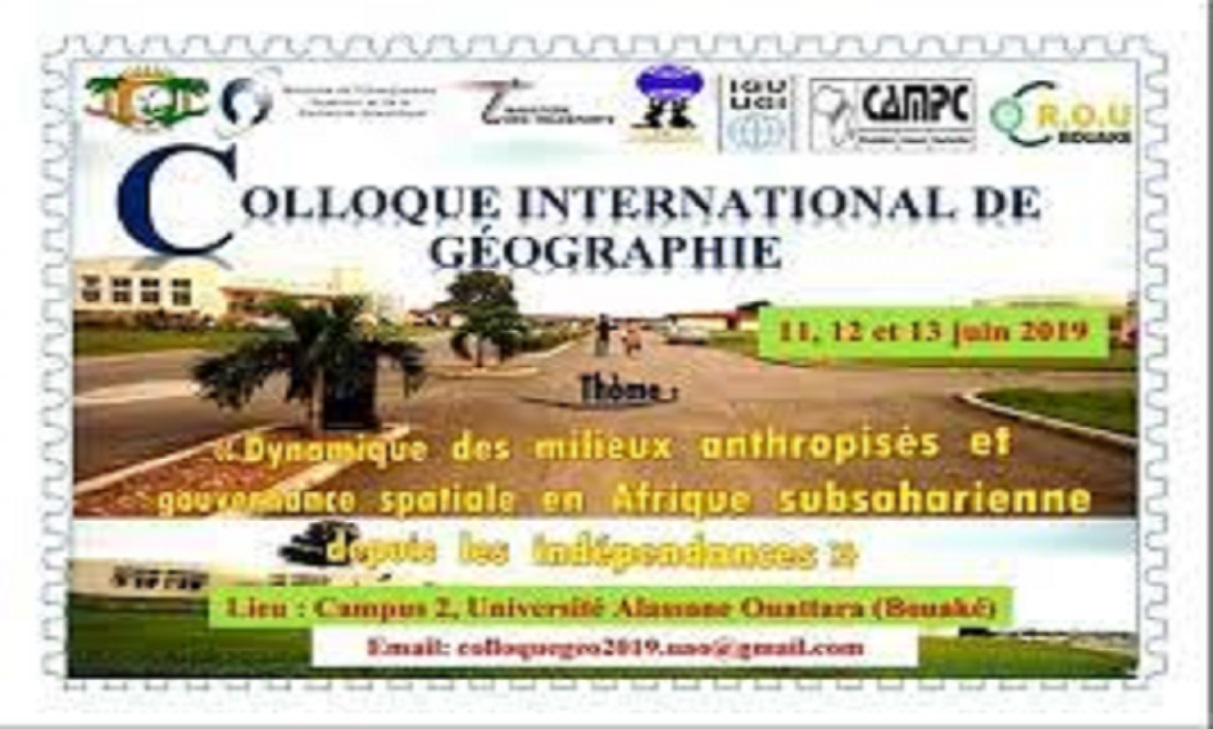 IGU
UGI
CAMPC
C R.O.U
BOUAKE
COLLOQUE INTERNATIONAL DE
GÉOGRAPHIE
11, 12 et 13 juin 2019
Thème :
« Dynamique des milieux anthropisés et
gouvernance spatiale en Afrique subsaharienne
depuis les indépendances »
Lieu : Campus 2, Université Alassane Ouattara (Bouaké)
Email: colloquegeo2019.uao@gmail.com